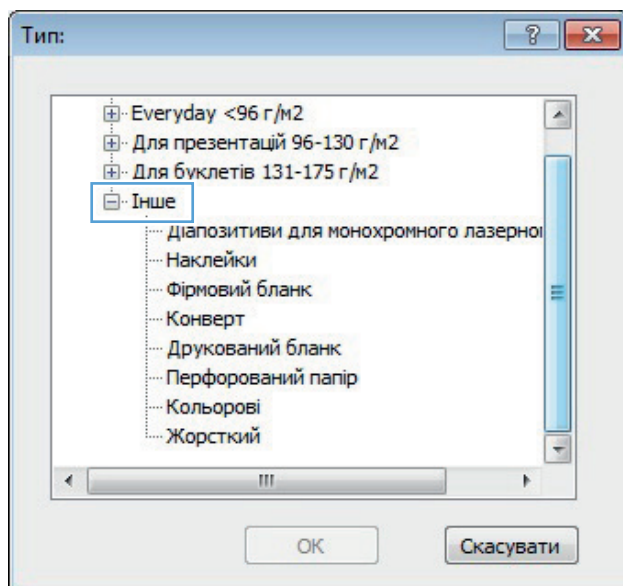 Тип:
Everyday <96 г/м2
Для презентацій 96-130 г/м2
Для буклетів 131-175 г/м2
Інше
Діапозитиви для монохромного лазерног
Наклейки
Фірмовий бланк
Конверт
Друкований бланк
Перфорований папір
Кольорові
Жорсткий
OK
Скасувати